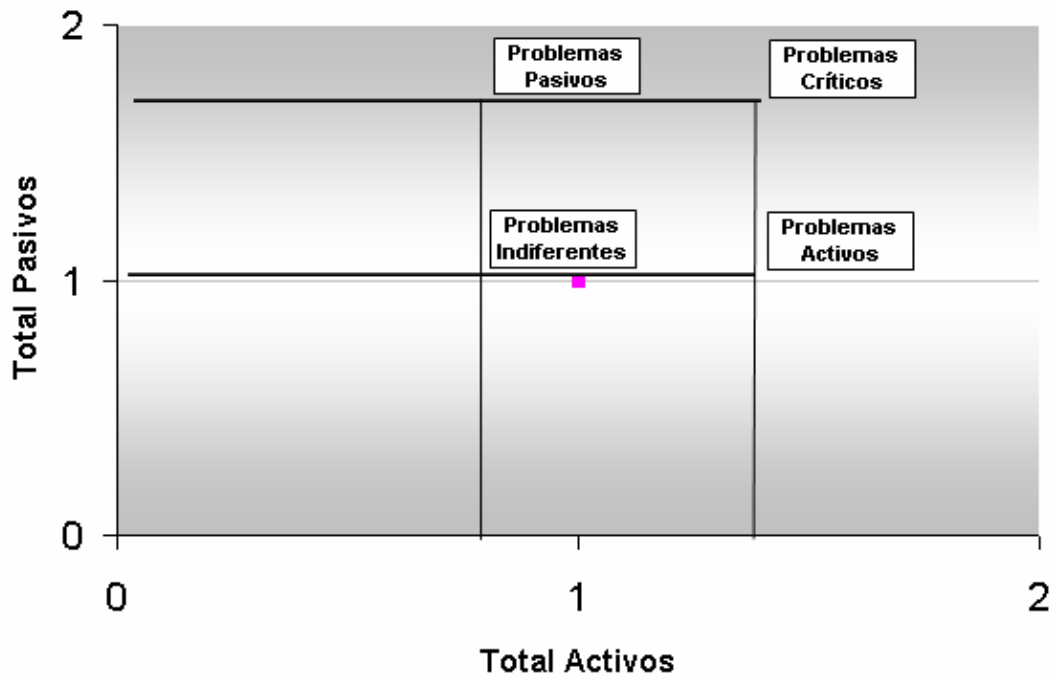 2
Problemas
Pasivos
Problemas
Críticos
Total Pasivos
Problemas
Indiferentes
Problemas
Activos
1
0
0 1 2
Total Activos